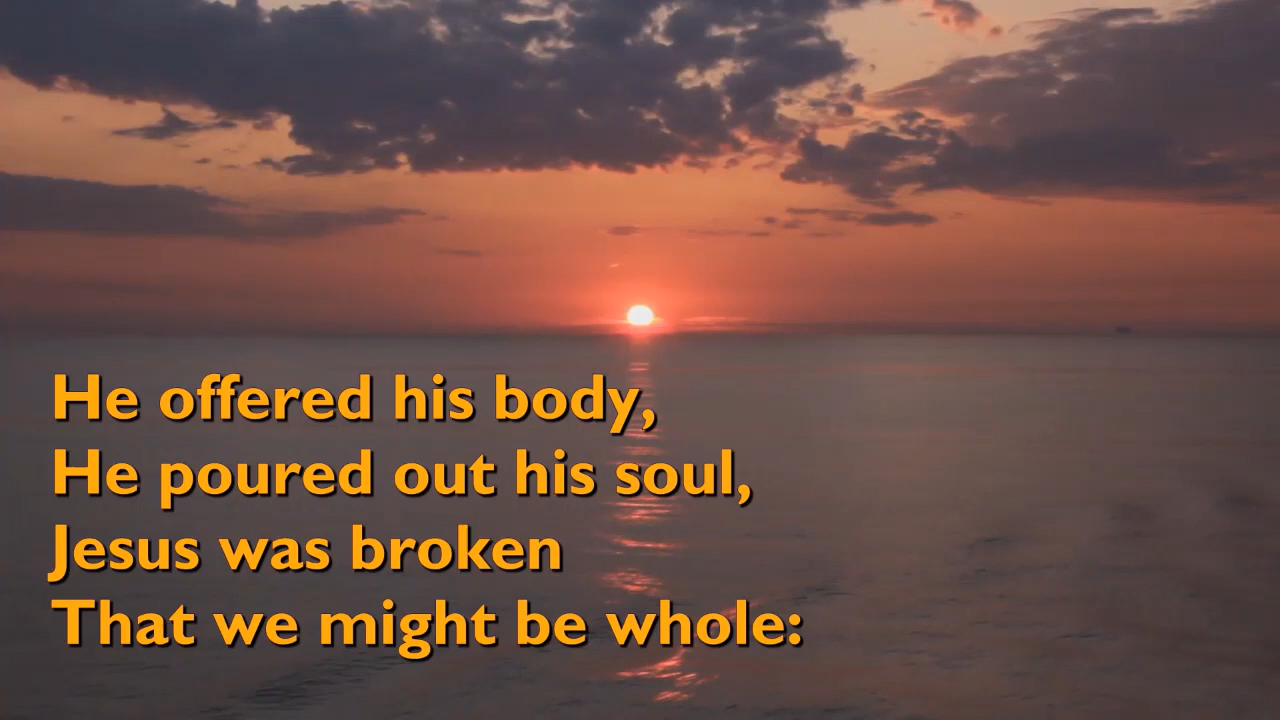 He offered his body,
He poured out his soul,
Jesus was broken
That we might be whole: